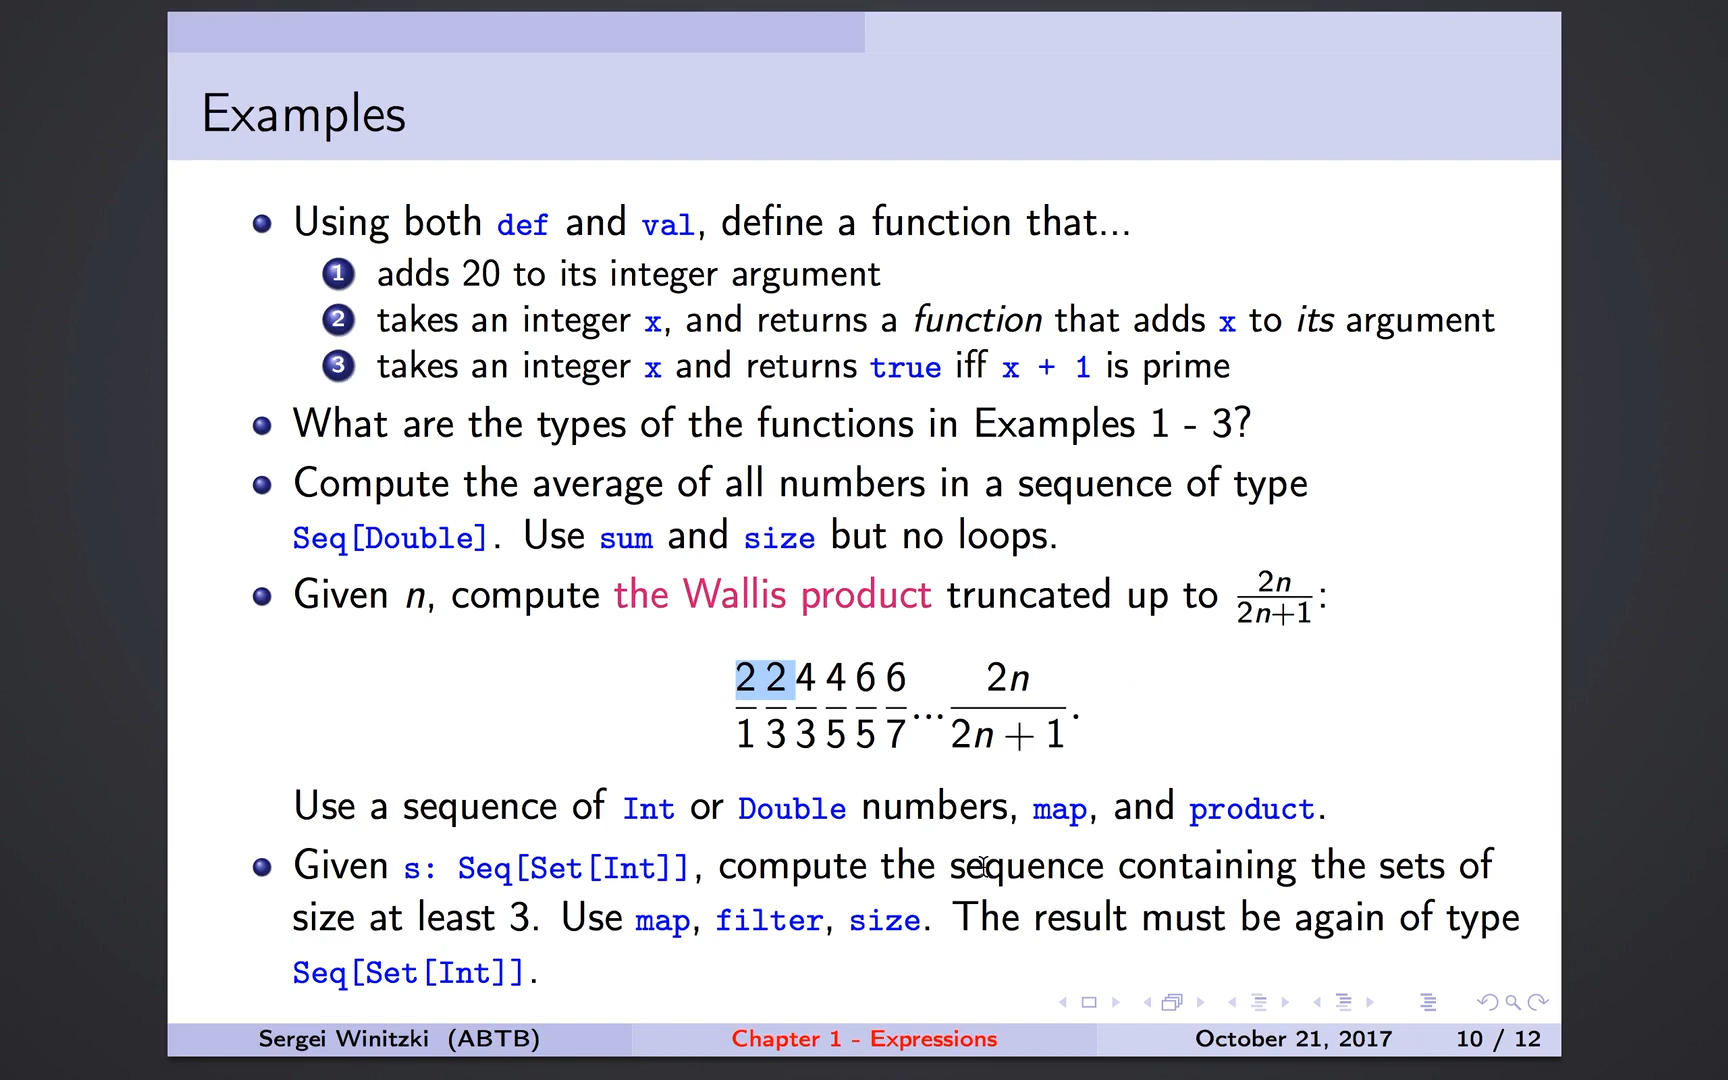 Examples
Using both def and val, define a function that...
1 adds 20 to its integer argument
2 takes an integer x, and returns a function that adds x to its argument
3 takes an integer x and returns true iff x + 1 is prime
What are the types of the functions in Examples 1 - 3?
Compute the average of all numbers in a sequence of type
Seq[Double]. Use sum and size but no loops.
Given n, compute the Wallis product truncated up to 2n/2n+1:
2/1 2/3 4/3 4/5 6/5 6/7 ... 2n/2n + 1.
Use a sequence of Int or Double numbers, map, and product.
Given s: Seq[Set[Int]], compute the sequence containing the sets of
size at least 3. Use map, filter, size. The result must be again of type
Seq[Set[Int]].
Sergei Winitzki (ABTB) Chapter 1 - Expressions October 21, 2017 10 / 12